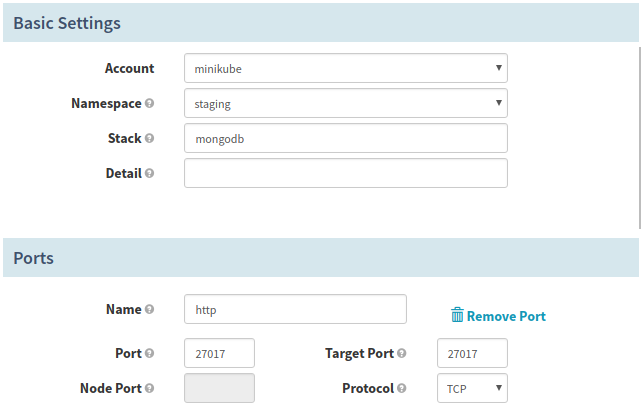 Basic Settings
Account minikube
Namespace staging
Stack mongodb
Detail
Ports
Name http Remove Port
Port 27017 Target Port 27017
Node Port Protocol TCP